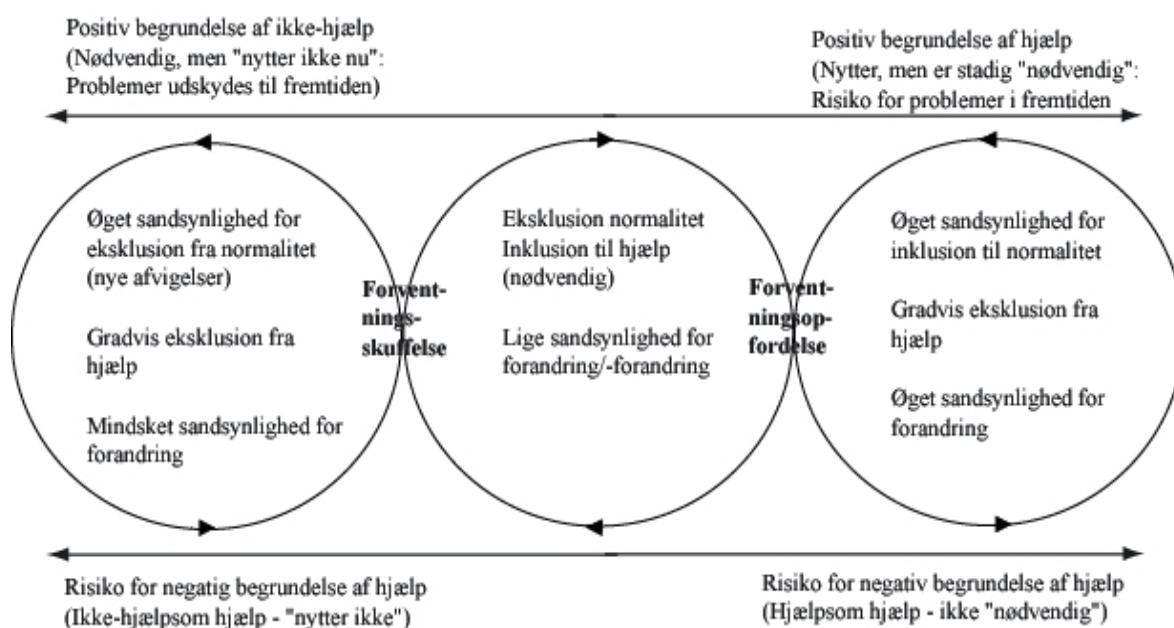 Positiv begrundelse af ikke-hjælp
(Nødvendig, men "nytter ikke nu":
Problemer udskydes til fremtiden)
Positiv begrundelse af hjælp
(Nytter, men er stadig "nødvendig":
Risiko for problemer i fremtiden
Øget sandsynlighed for
eksklusion fra normalitet
(nye afvigelser)
Gradvis eksklusion fra
hjælp
Mindsket sandsynlighed for
forandring
Forvent-
nings-
skuffelse
Eksklusion normalitet
Inklusion til hjælp
(nødvendig)
Lige sandsynlighed for
forandring/-forandring
Forvent-
ningsop-
fordelse
Øget sandsynlighed for
inklusion til normalitet
Gradvis eksklusion fra
hjælp
Øget sandsynlighed for
forandring
Risiko for negatig begrundelse af hjælp
(Ikke-hjælpsom hjælp - "nytter ikke")
Risiko for negativ begrundelse af hjælp
(Hjælpsom hjælp - ikke "nødvendig")